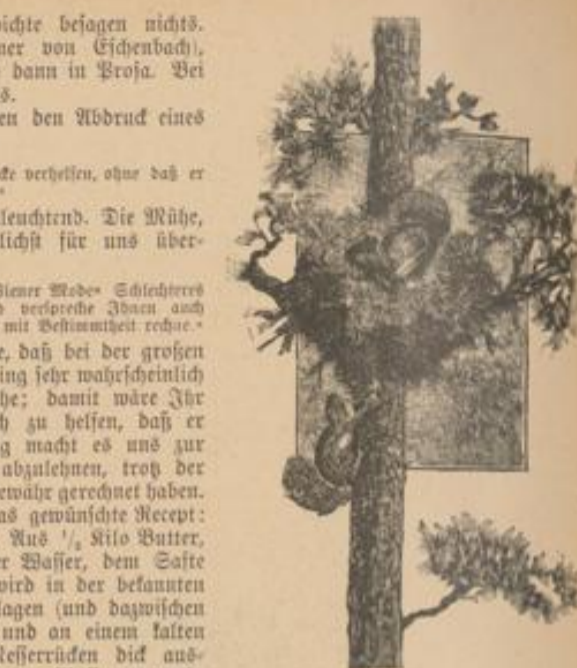 ichte besagen nichts.
ner von Eschenbach),
dann in Prosa. Bei
s.
en den Abdruck eines
ke verhelfen, ohne daß er
leuchtend. Die Mühe,
lichst für uns über-
Wiener Mode« Schlechteres
verspreche Ihnen auch
mit Bestimmtheit rechne.«
e, daß bei der großen
ing sehr wahrscheinlich
he; damit wäre Ihr
h zu helfen, daß er
g macht es uns zur
abzulehnen, trotz der
ewähr gerechnet haben.
as gewünschte Recept:
Aus ½ Kilo Butter,
r Wasser, dem Safte
wird in der bekannten
agen (und dazwischen
und an einem kalten
Messerrücken dick aus-